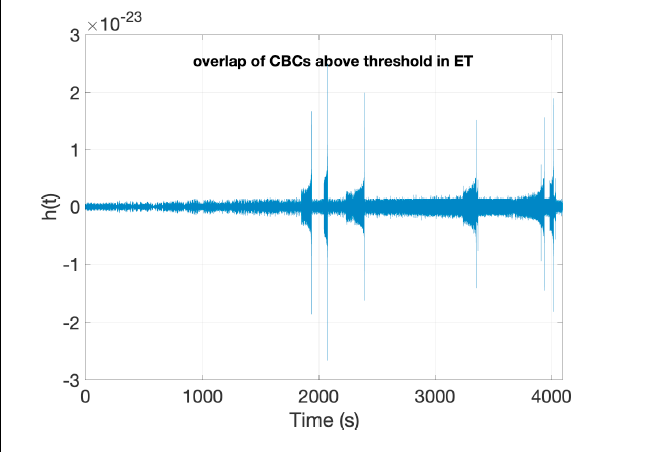 ×10-23
3
overlap of CBCs above threshold in ET
2
1
0
-1
-2
-3
h(t)
0 1000 2000 3000 4000
Time (s)